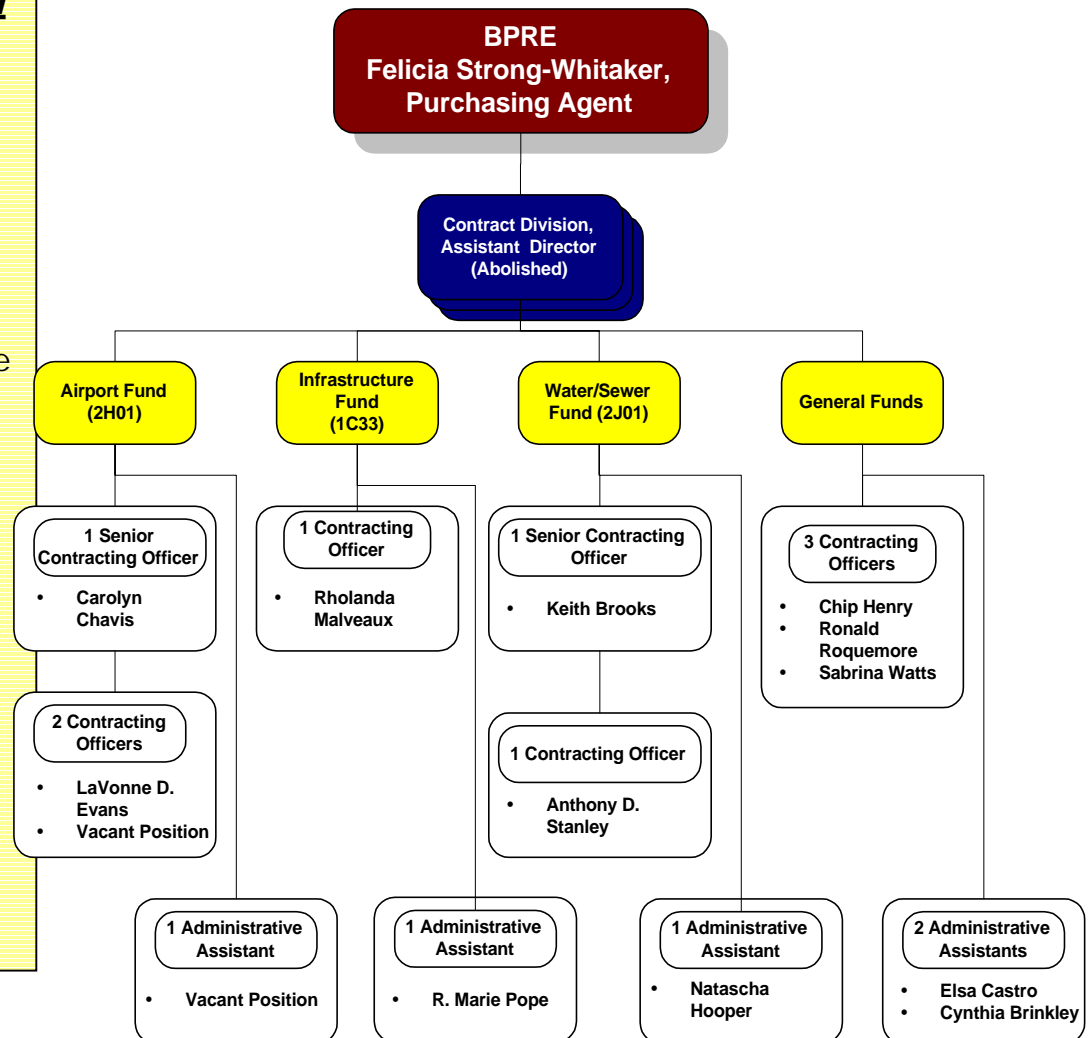 BPRE
Felicia Strong-Whitaker,
Purchasing Agent
Contract Division,
Assistant Director
(Abolished)
Airport Fund
(2H01)
Infrastructure
Fund
(1C33)
Water/Sewer
Fund (2J01)
General Funds
1 Senior
Contracting Officer
• Carolyn
Chavis
1 Contracting
Officer
• Rholanda
Malveaux
1 Senior Contracting
Officer
• Keith Brooks
3 Contracting
Officers
• Chip Henry
• Ronald
Roquemore
• Sabrina Watts
2 Contracting
Officers
• LaVonne D.
Evans
• Vacant Position
1 Contracting Officer
• Anthony D.
Stanley
1 Administrative
Assistant
• Vacant Position
1 Administrative
Assistant
• R. Marie Pope
1 Administrative
Assistant
• Natascha
Hooper
2 Administrative
Assistants
• Elsa Castro
• Cynthia Brinkley